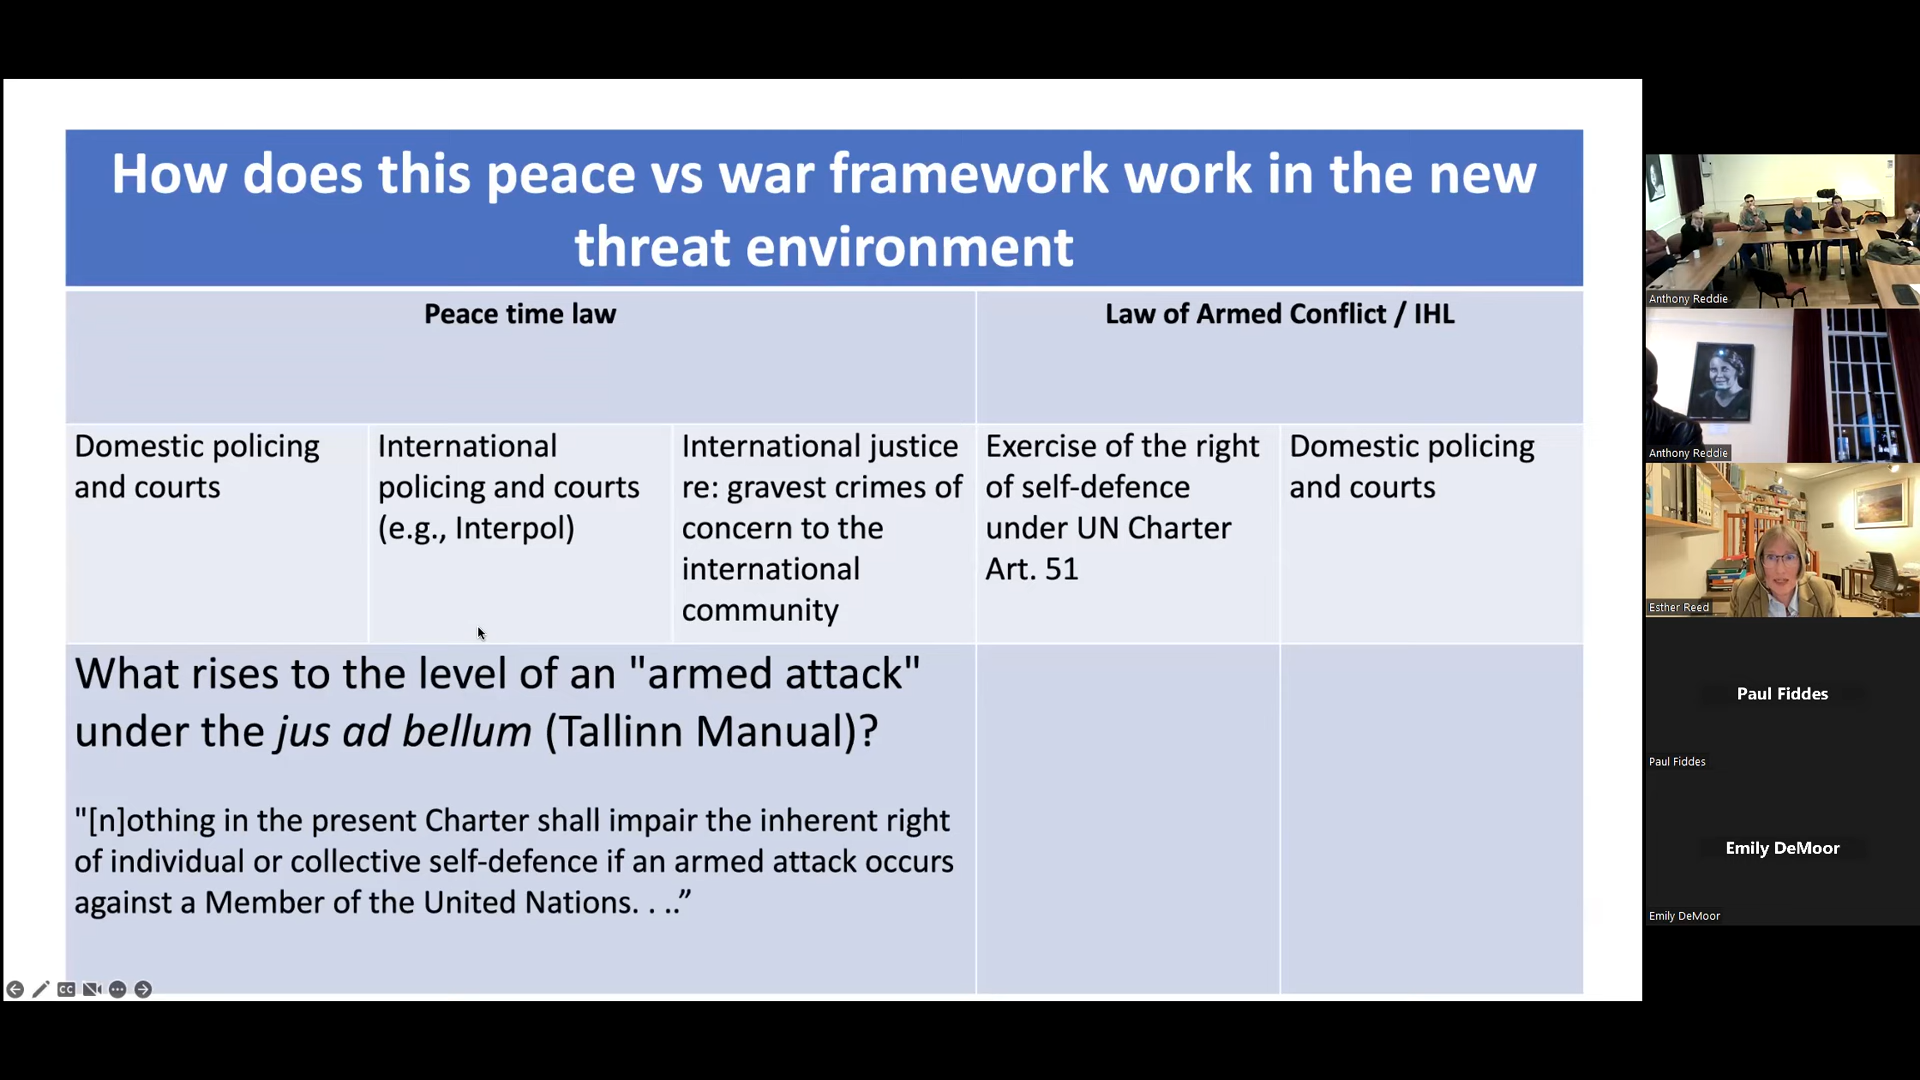 How does this peace vs war framework work in the new
threat environment
Peace time law
Law of Armed Conflict / IHL
Domestic policing
and courts
International
policing and courts
(e.g., Interpol)
International justice
re: gravest crimes of
concern to the
international
community
Exercise of the right
of self-defence
under UN Charter
Art. 51
Domestic policing
and courts
What rises to the level of an "armed attack"
under the jus ad bellum (Tallinn Manual)?
"[n]othing in the present Charter shall impair the inherent right
of individual or collective self-defence if an armed attack occurs
against a Member of the United Nations. . ..”
CC
Anthony Reddie
Anthony Reddie
Esther Reed
Paul Fiddes
Paul Fiddes
Emily DeMoor
Emily DeMoor